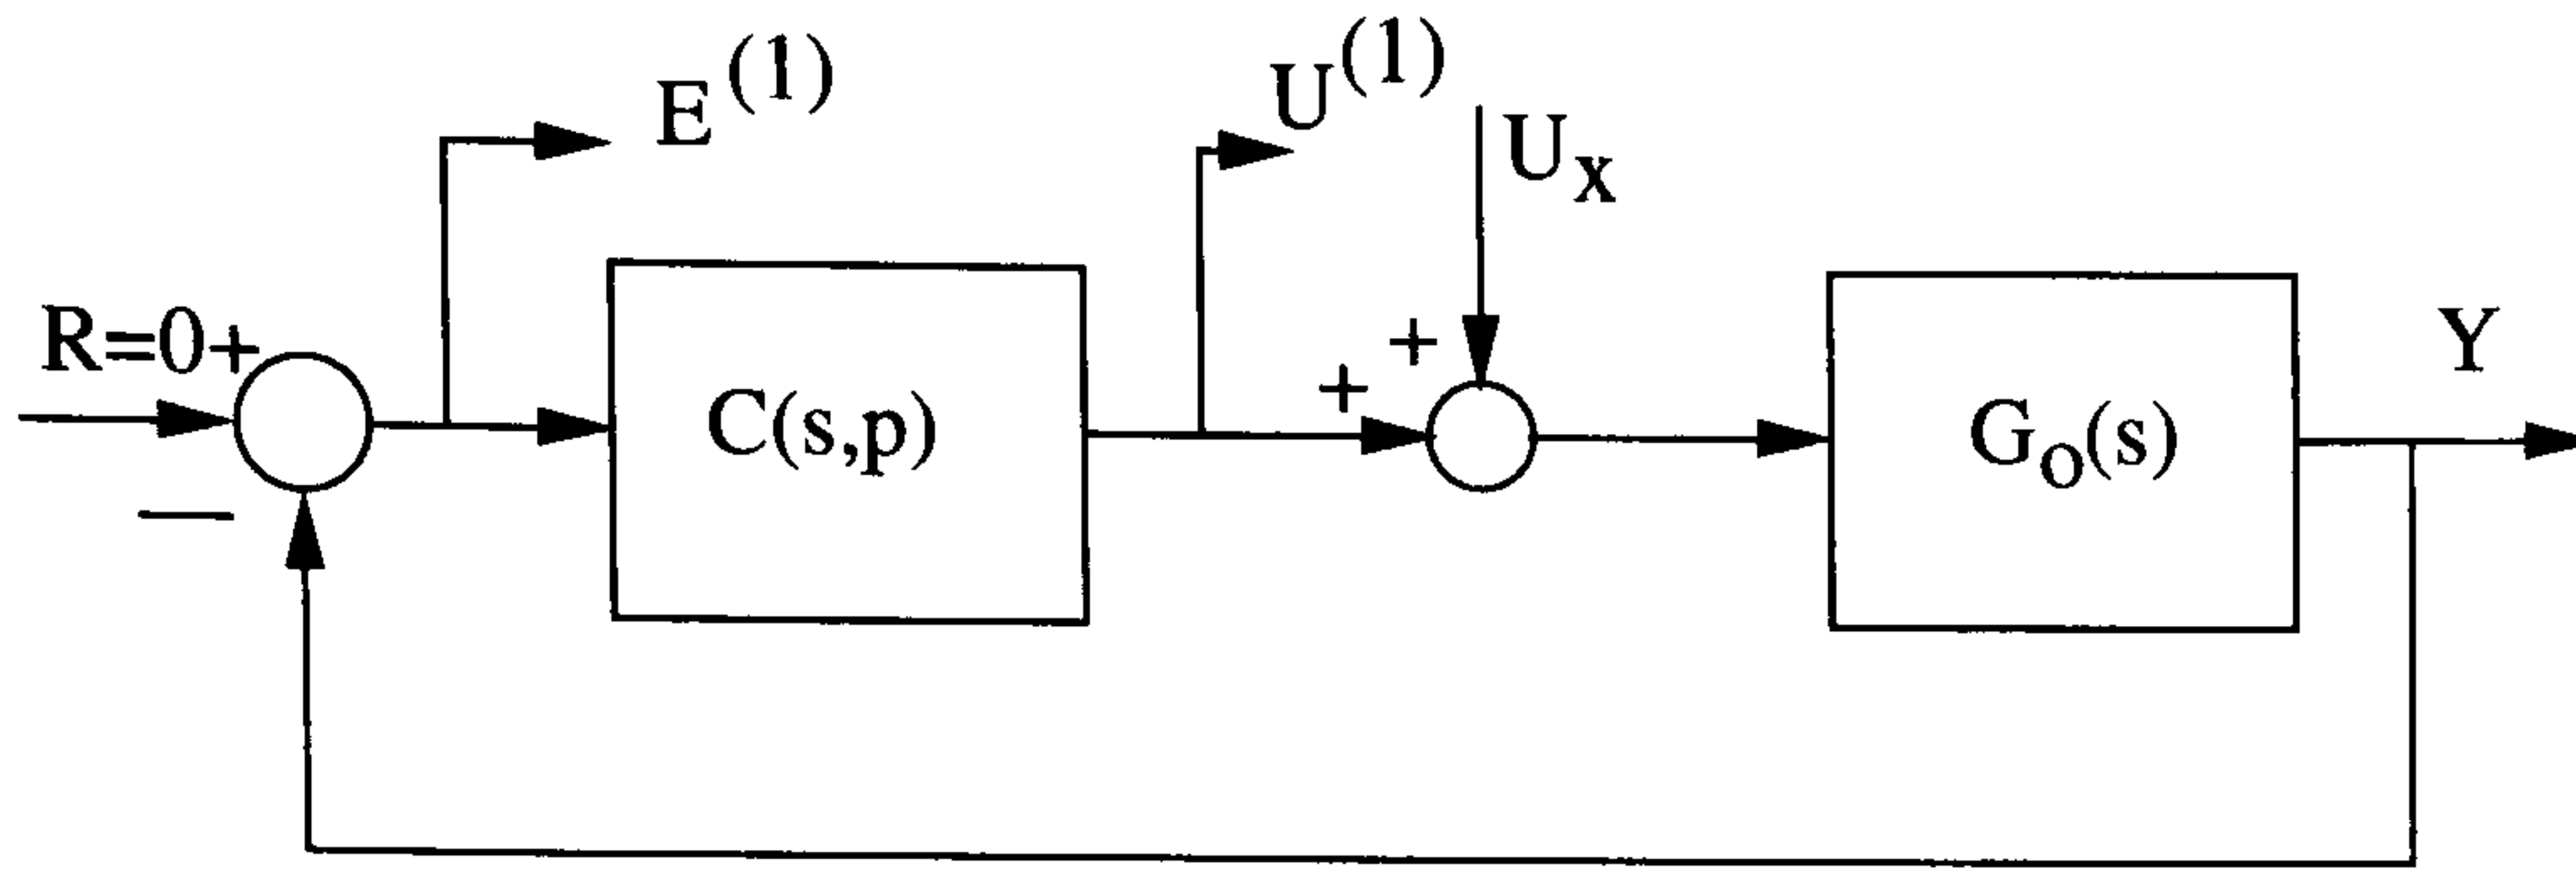 E^(1)
U^(1)
U_x
R=0+
C(s,p)
+
+
G_o(s)
Y
−